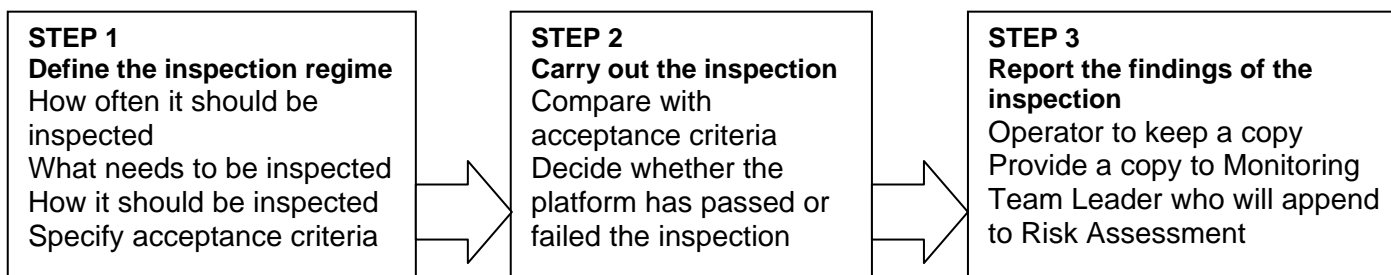 STEP 1
Define the inspection regime
How often it should be
inspected
What needs to be inspected
How it should be inspected
Specify acceptance criteria
STEP 2
Carry out the inspection
Compare with
acceptance criteria
Decide whether the
platform has passed or
failed the inspection
STEP 3
Report the findings of the
inspection
Operator to keep a copy
Provide a copy to Monitoring
Team Leader who will append
to Risk Assessment